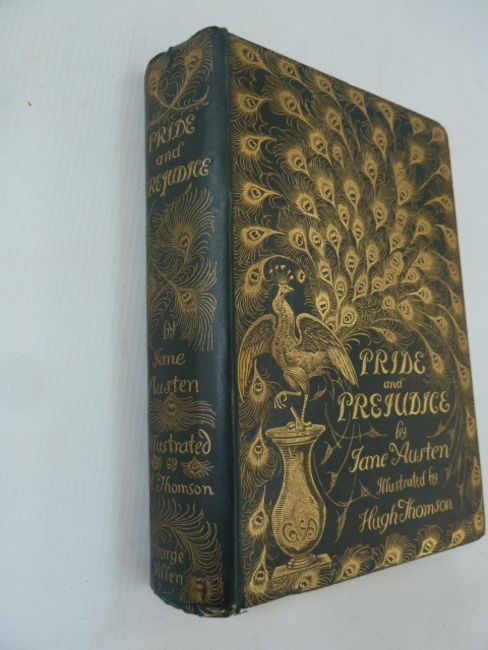 PRIDE
and
PREJUDICE
by
Jane
Austen
Illustrated
by
H. Thomson
George
Allen
PRIDE
and
PREJUDICE
by
Jane Austen
Illustrated by
Hugh Thomson